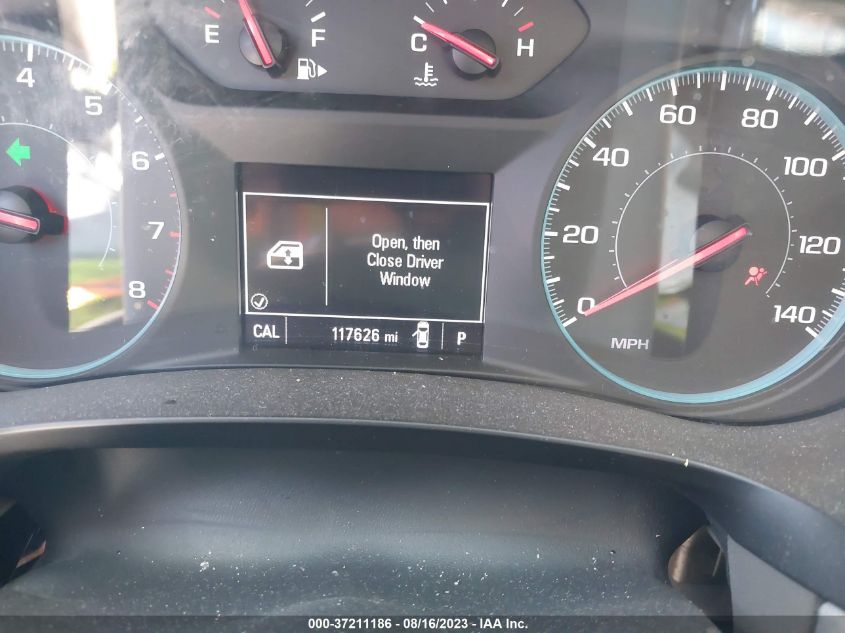 E F C H
4 5 6 7 8
Open, then
Close Driver
Window
CAL 117626 mi P
0 20 40 60 80 100 120 140
MPH
000-37211186 - 08/16/2023 - IAA Inc.